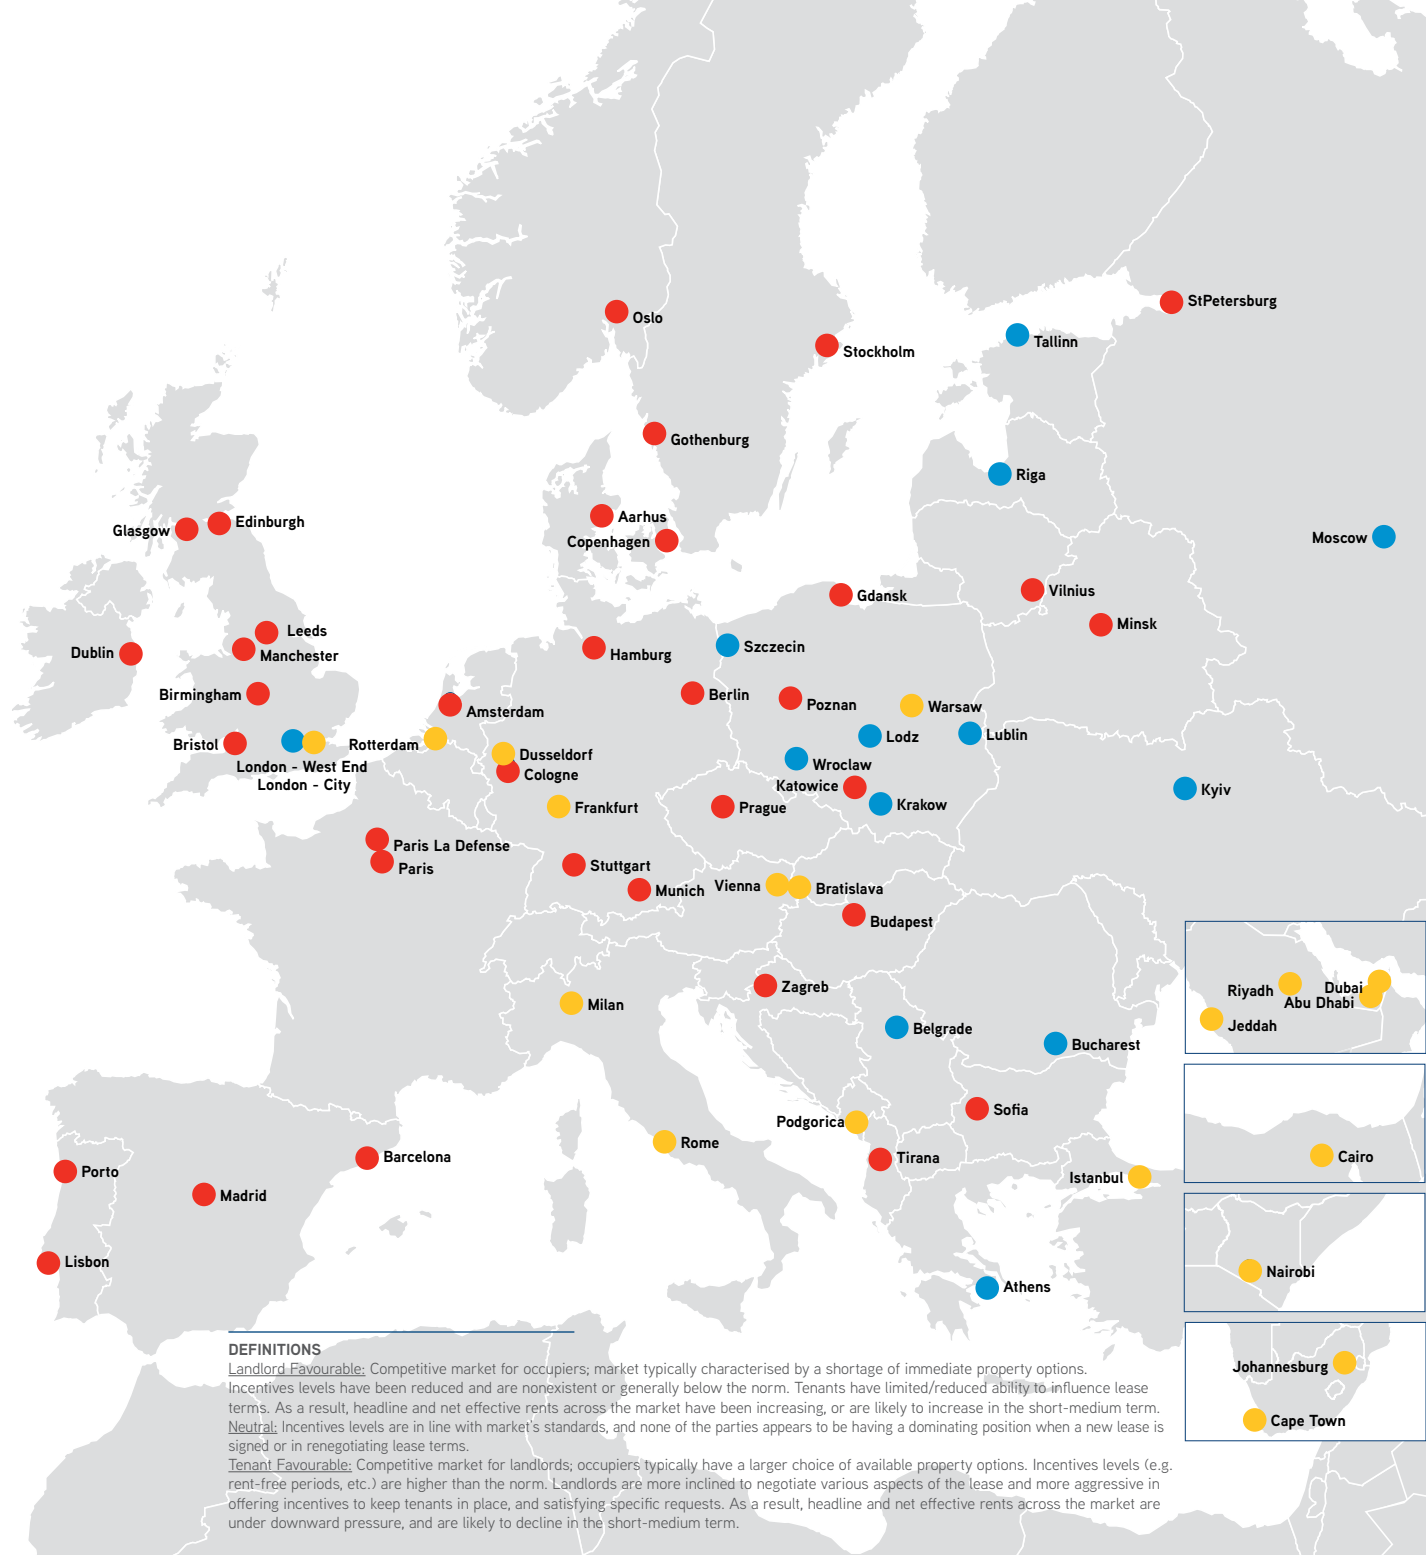 StPetersburg
Oslo
Tallinn
Stockholm
Gothenburg
Riga
Aarhus
Edinburgh
Glasgow
Copenhagen
Moscow
Vilnius
Gdansk
Minsk
Leeds
Szczecin
Dublin
Manchester
Hamburg
Birmingham
Berlin
Poznan
Warsaw
Amsterdam
Lublin
Lodz
Bristol
Rotterdam
Dusseldorf
London - West End
Wroclaw
Cologne
London - City
Katowice
Kyiv
Krakow
Frankfurt
Prague
Paris La Defense
Stuttgart
Paris
Vienna
Bratislava
Munich
Budapest
Zagreb
Dubai
Riyadh
Abu Dhabi
Milan
Jeddah
Belgrade
Bucharest
Sofia
Podgorica
Rome
Barcelona
Tirana
Cairo
Porto
Istanbul
Madrid
Lisbon
Nairobi
Athens
Johannesburg
Cape Town
DEFINITIONS
Landlord Favourable: Competitive market for occupiers; market typically characterised by a shortage of immediate property options.
Incentives levels have been reduced and are nonexistent or generally below the norm. Tenants have limited/reduced ability to influence lease
terms. As a result, headline and net effective rents across the market have been increasing, or are likely to increase in the short-medium term.
Neutral: Incentives levels are in line with market's standards, and none of the parties appears to be having a dominating position when a new lease is
signed or in renegotiating lease terms.
Tenant Favourable: Competitive market for landlords; occupiers typically have a larger choice of available property options. Incentives levels (e.g.
rent-free periods, etc.) are higher than the norm. Landlords are more inclined to negotiate various aspects of the lease and more aggressive in
offering incentives to keep tenants in place, and satisfying specific requests. As a result, headline and net effective rents across the market are
under downward pressure, and are likely to decline in the short-medium term.